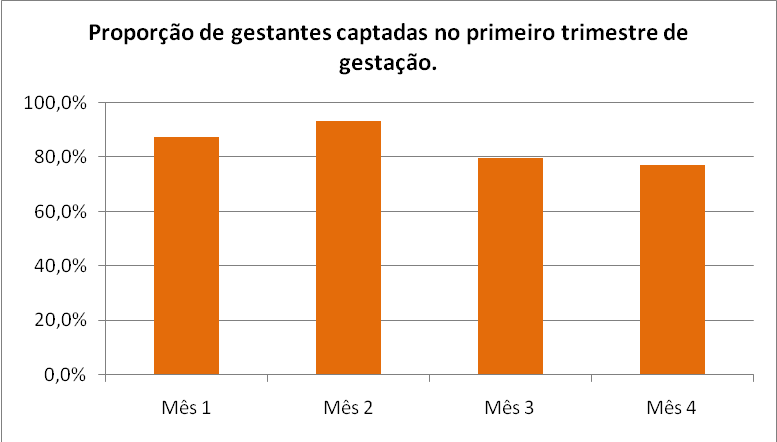 Proporção de gestantes captadas no primeiro trimestre de
gestação.
100,0%
80,0%
60,0%
40,0%
20,0%
0,0%
Mês 1
Mês 2
Mês 3
Mês 4